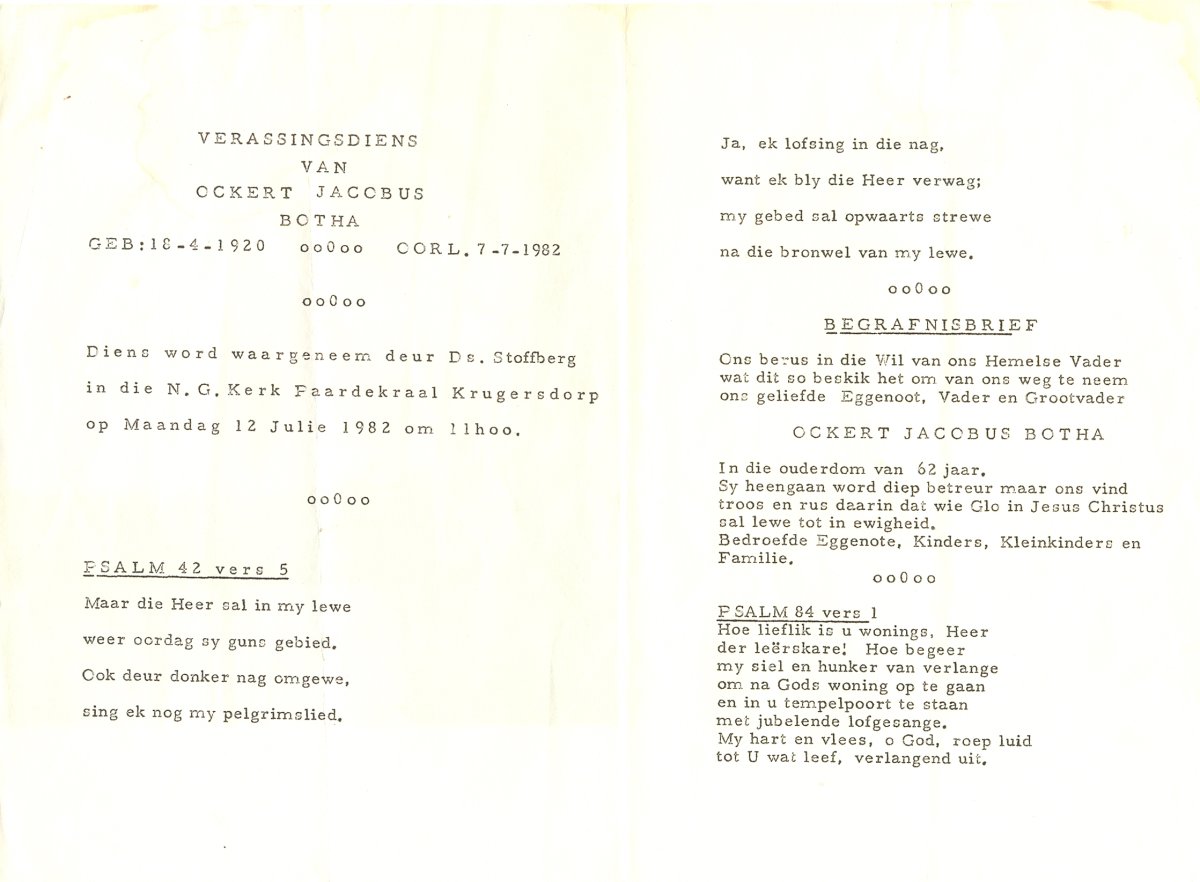 VERASSINGSDIENS
VAN
OCKERT JACOBUS
BOTHA
GEB:18-4-1920 ooOoo OORL. 7-7-1982
ooOoo
Diens word waargeneem deur Ds. Stoffberg
in die N.G. Kerk Paardekraal Krugersdorp
op Maandag 12 Julie 1982 om 11hoo.
ooOoo
PSALM 42 vers 5
Maar die Heer sal in my lewe
weer oordag sy guns gebied.
Ook deur donker nag omgewe,
sing ek nog my pelgrimslied.
Ja, ek lofsing in die nag,
want ek bly die Heer verwag;
my gebed sal opwaarts strewe
na die bronwel van my lewe.
ooOoo
BEGRAFNISBRIEF
Ons berus in die Wil van ons Hemelse Vader
wat dit so beskik het om van ons weg te neem
ons geliefde Eggenoot, Vader en Grootvader
OCKERT JACOBUS BOTHA
In die ouderdom van 62 jaar.
Sy heengaan word diep betreur maar ons vind
troos en rus daarin dat wie Glo in Jesus Christus
sal lewe tot in ewigheid.
Bedroefde Eggenote, Kinders, Kleinkinders en
Familie.
ooOoo
PSALM 84 vers 1
Hoe lieflik is u wonings, Heer
der leërskare! Hoe begeer
my siel en hunker van verlange
om na Gods woning op te gaan
en in u tempelpoort te staan
met jubelende lofgesange.
My hart en vlees, o God, roep luid
tot U wat leef, verlangend uit.